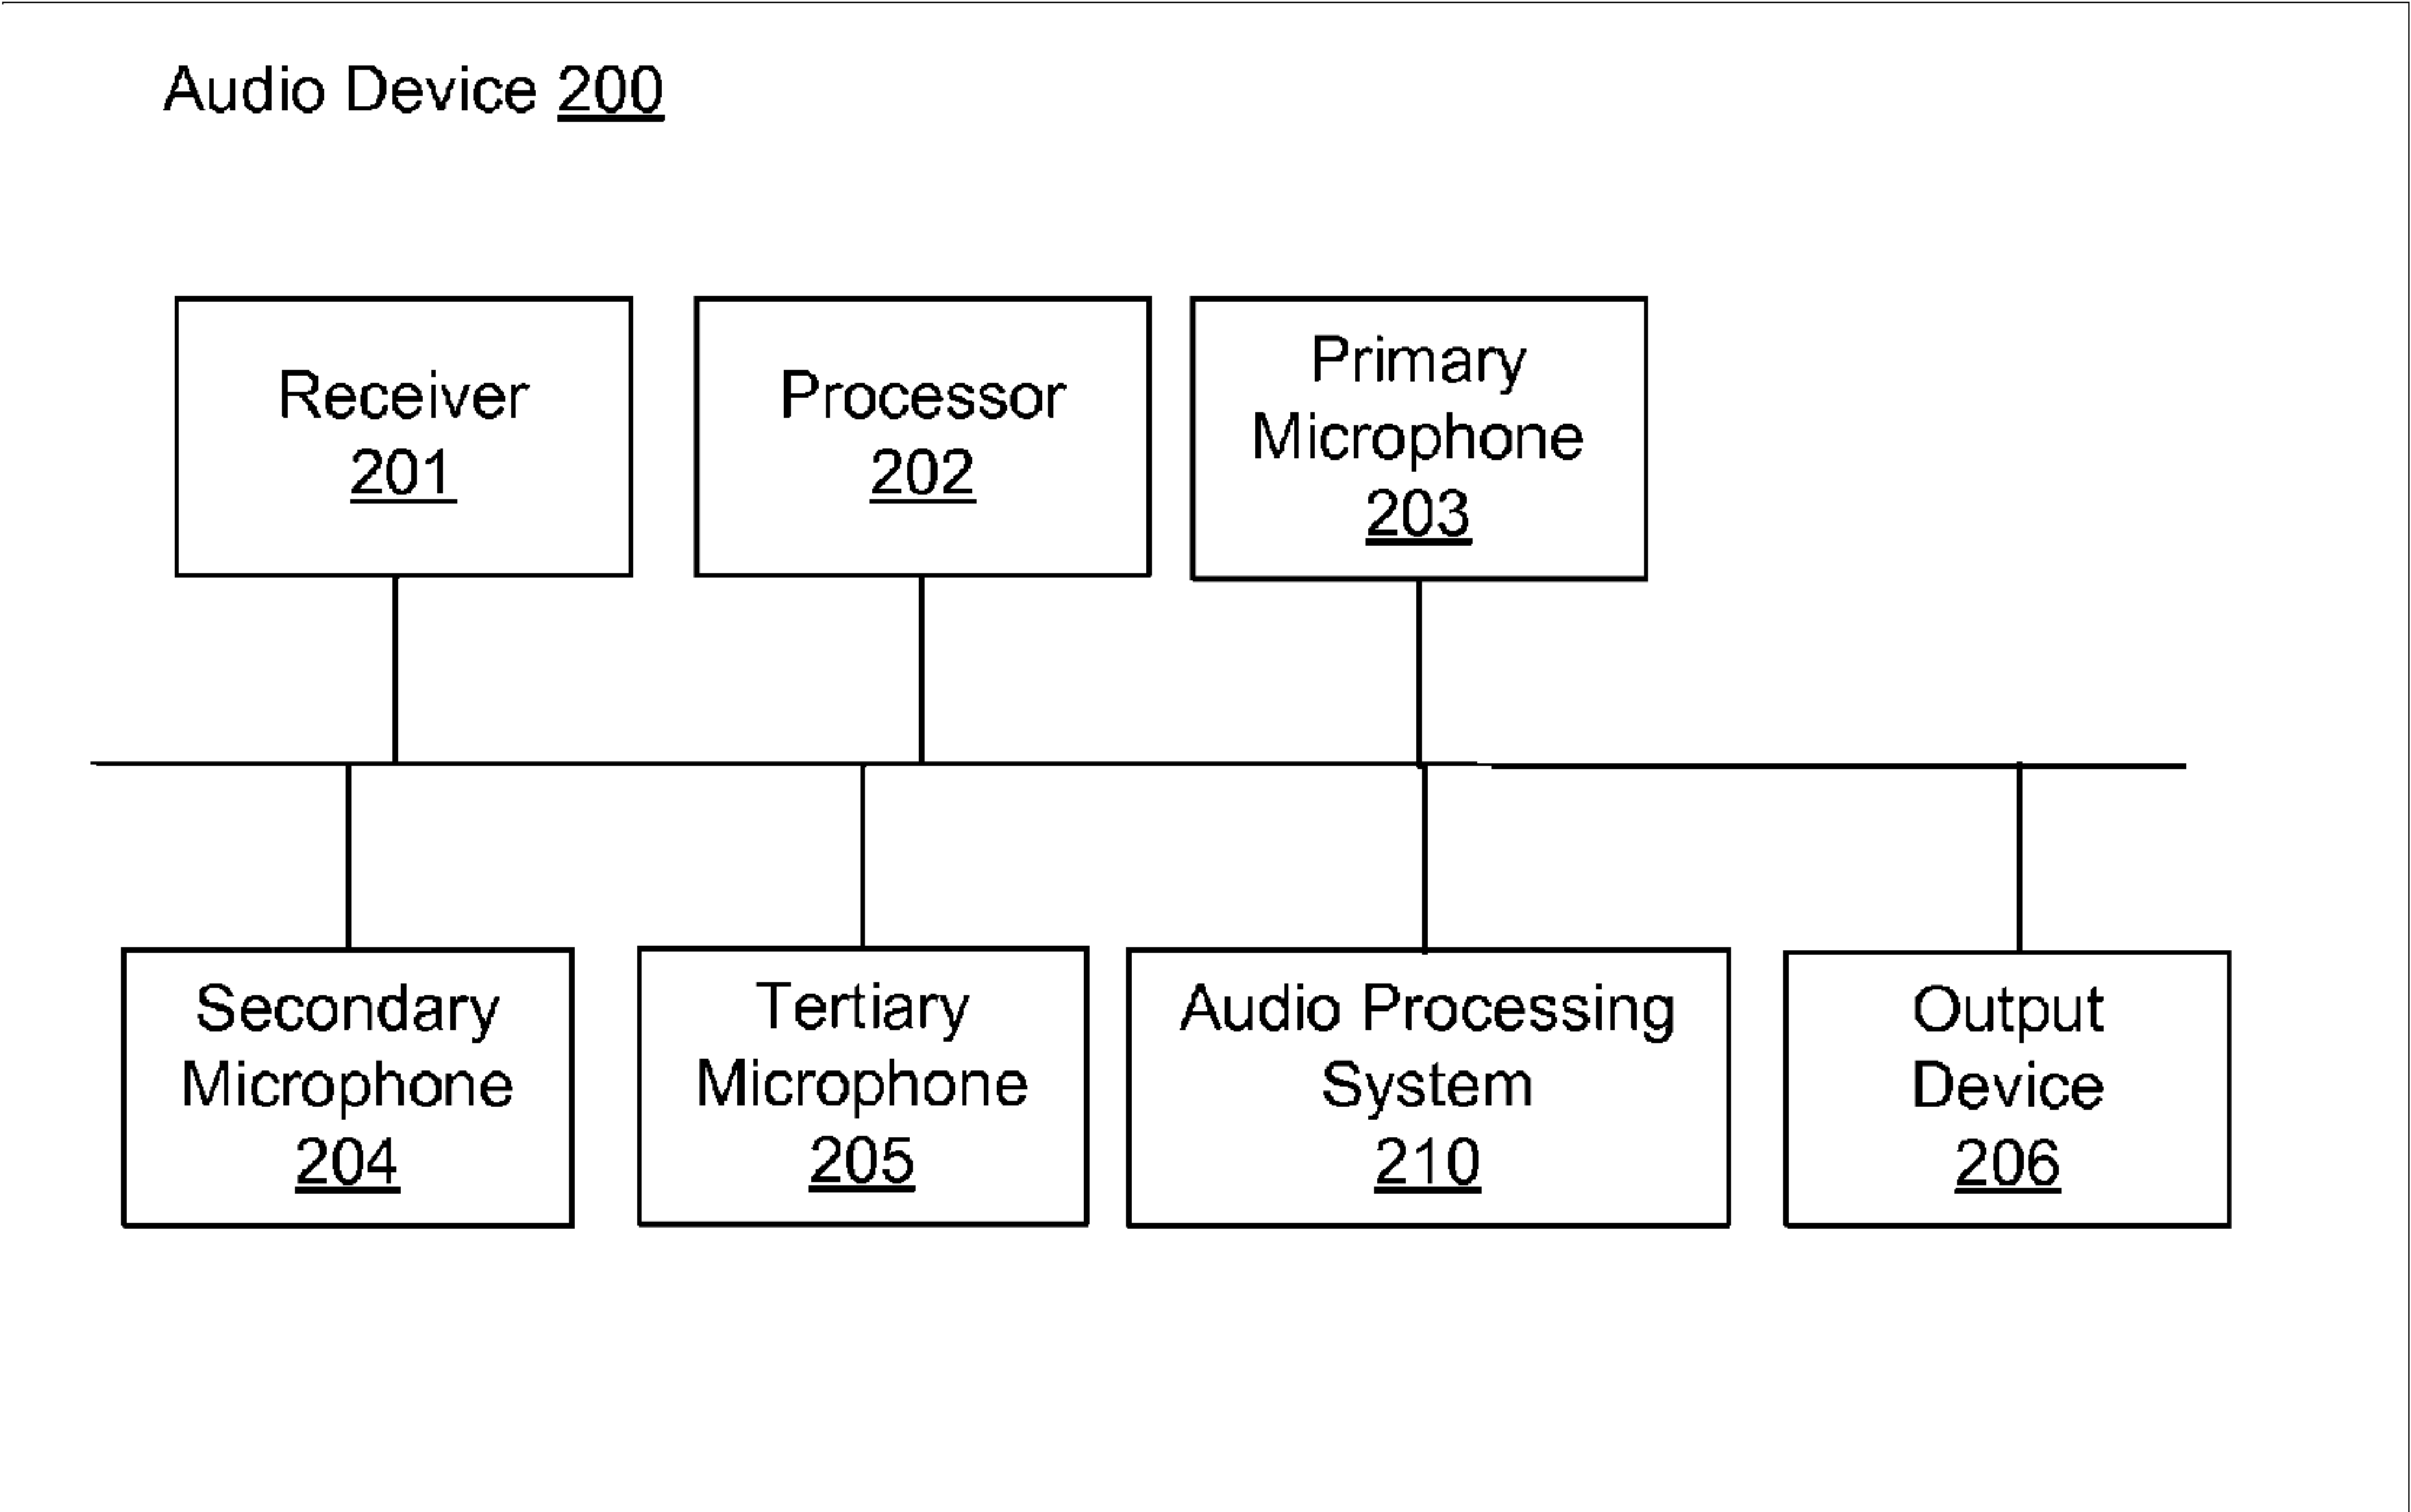 Audio Device 200
Receiver
201
Processor
202
Primary
Microphone
203
Secondary
Microphone
204
Tertiary
Microphone
205
Audio Processing
System
210
Output
Device
206